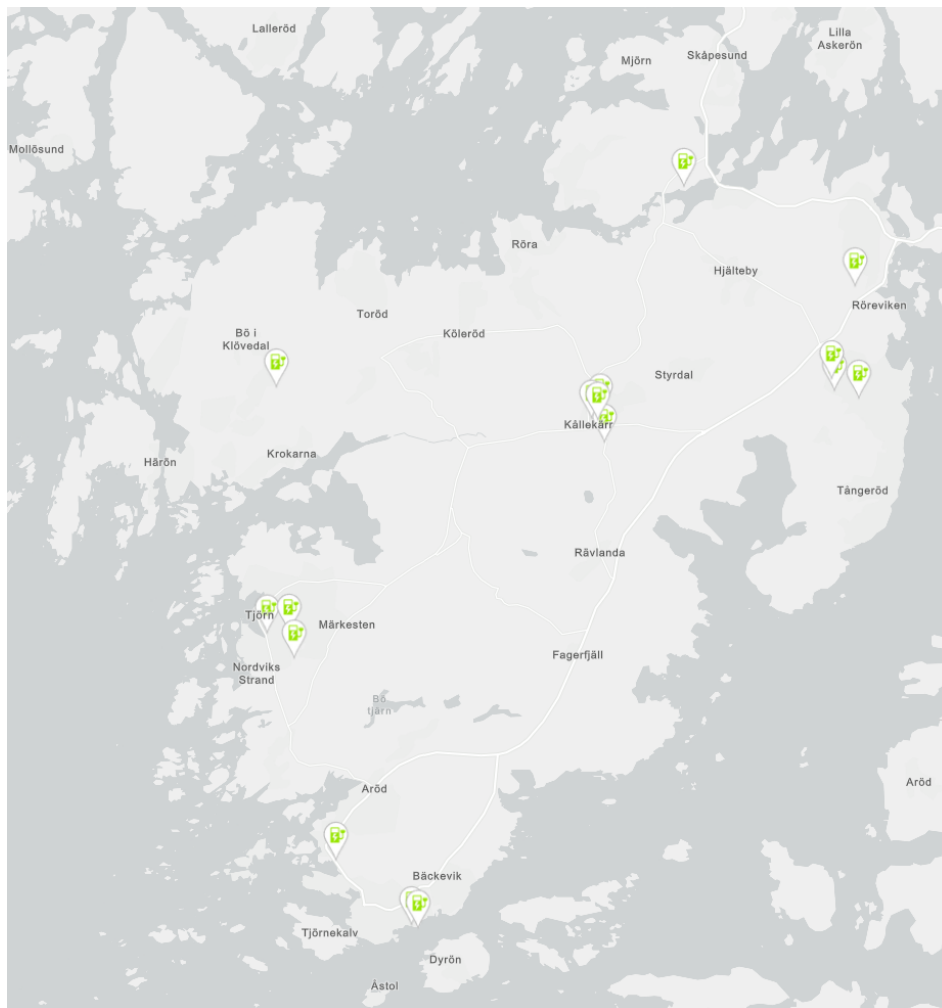 Lalleröd
Lilla
Askerön
Mjörn
Skåpesund
Mollösund
Röra
Hjälteby
Röreviken
Toröd
Bö i
Klövedal
Köleröd
Styrdal
Kållekärr
Krokarna
Härön
Tångeröd
Rävlanda
Tjörn
Märkesten
Fagerfjäll
Nordviks
Strand
Bö
tjärn
Aröd
Aröd
Bäckevik
Tjörnekalv
Dyrön
Åstol